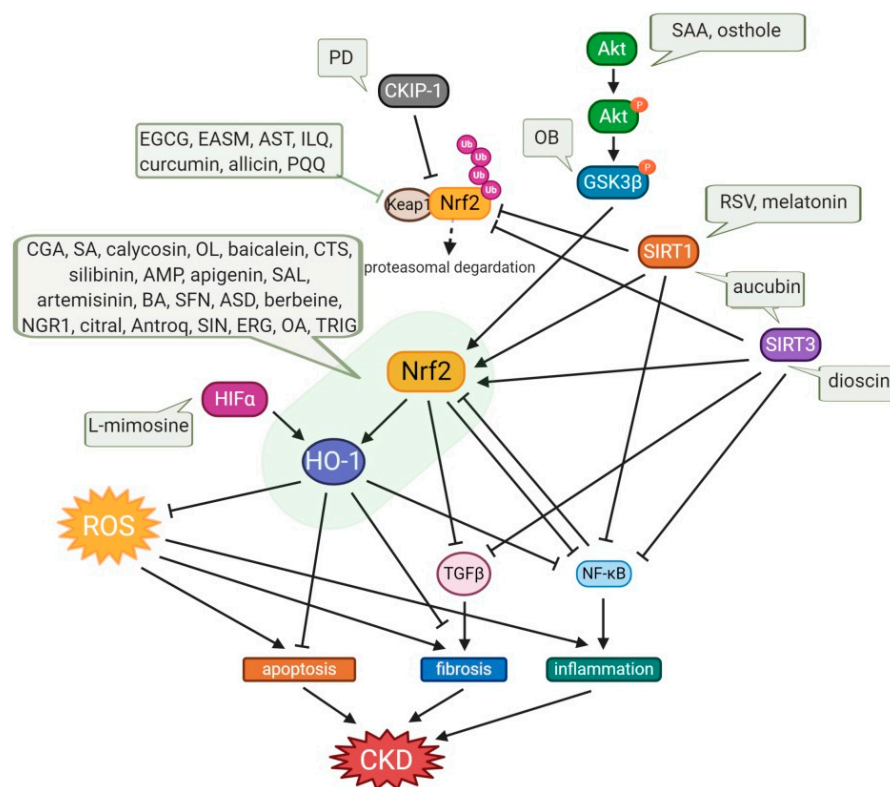 SAA, osthole
Akt
PD
CKIP-1
P
Akt
OB
P
GSK3β
EGCG, EASM, AST, ILQ,
curcumin, allicin, PQQ
Ub
Ub
Ub
Ub
Keap1
Nrf2
RSV, melatonin
SIRT1
proteasomal degardation
aucubin
CGA, SA, calycosin, OL, baicalein, CTS,
silibinin, AMP, apigenin, SAL,
artemisinin, BA, SFN, ASD, berbeine,
NGR1, citral, Antroq, SIN, ERG, OA, TRIG
SIRT3
dioscin
Nrf2
HIFα
L-mimosine
HO-1
ROS
TGFβ
NF-κB
apoptosis
fibrosis
inflammation
CKD